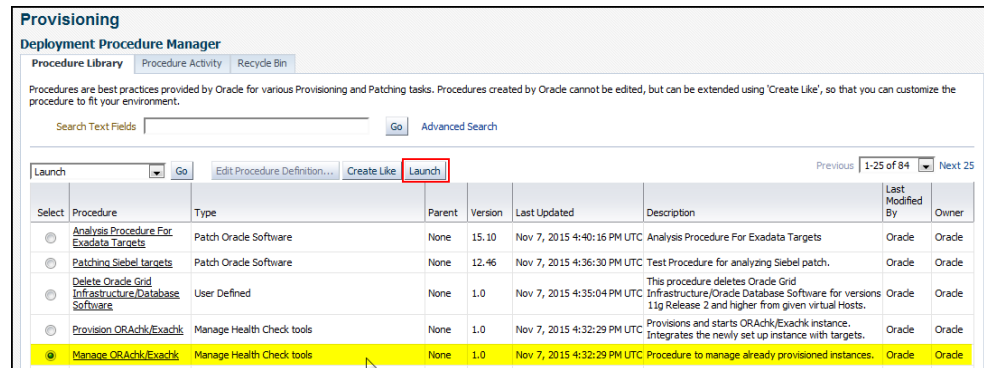 Provisioning
Deployment Procedure Manager
Procedure Library Procedure Activity Recycle Bin
Procedures are best practices provided by Oracle for various Provisioning and Patching tasks. Procedures created by Oracle cannot be edited, but can be extended using 'Create Like', so that you can customize the
procedure to fit your environment.
Search Text Fields Go Advanced Search
Launch Go Edit Procedure Definition... Create Like Launch Previous 1-25 of 84 Next 25
Select Procedure Type Parent Version Last Updated Description Last Modified By Owner
Analysis Procedure For Exadata Targets Patch Oracle Software None 15.10 Nov 7, 2015 4:40:16 PM UTC Analysis Procedure For Exadata Targets Oracle Oracle
Patching Siebel targets Patch Oracle Software None 12.46 Nov 7, 2015 4:36:30 PM UTC Test Procedure for analyzing Siebel patch. Oracle Oracle
Delete Oracle Grid Infrastructure/Database Software User Defined None 1.0 Nov 7, 2015 4:35:04 PM UTC This procedure deletes Oracle Grid Infrastructure/Oracle Database Software for versions 11g Release 2 and higher from given virtual Hosts. Oracle Oracle
Provision ORAchk/Exachk Manage Health Check tools None 1.0 Nov 7, 2015 4:32:29 PM UTC Provisions and starts ORAchk/Exachk instance. Integrates the newly set up instance with targets. Oracle Oracle
Manage ORAchk/Exachk Manage Health Check tools None 1.0 Nov 7, 2015 4:32:29 PM UTC Procedure to manage already provisioned instances. Oracle Oracle